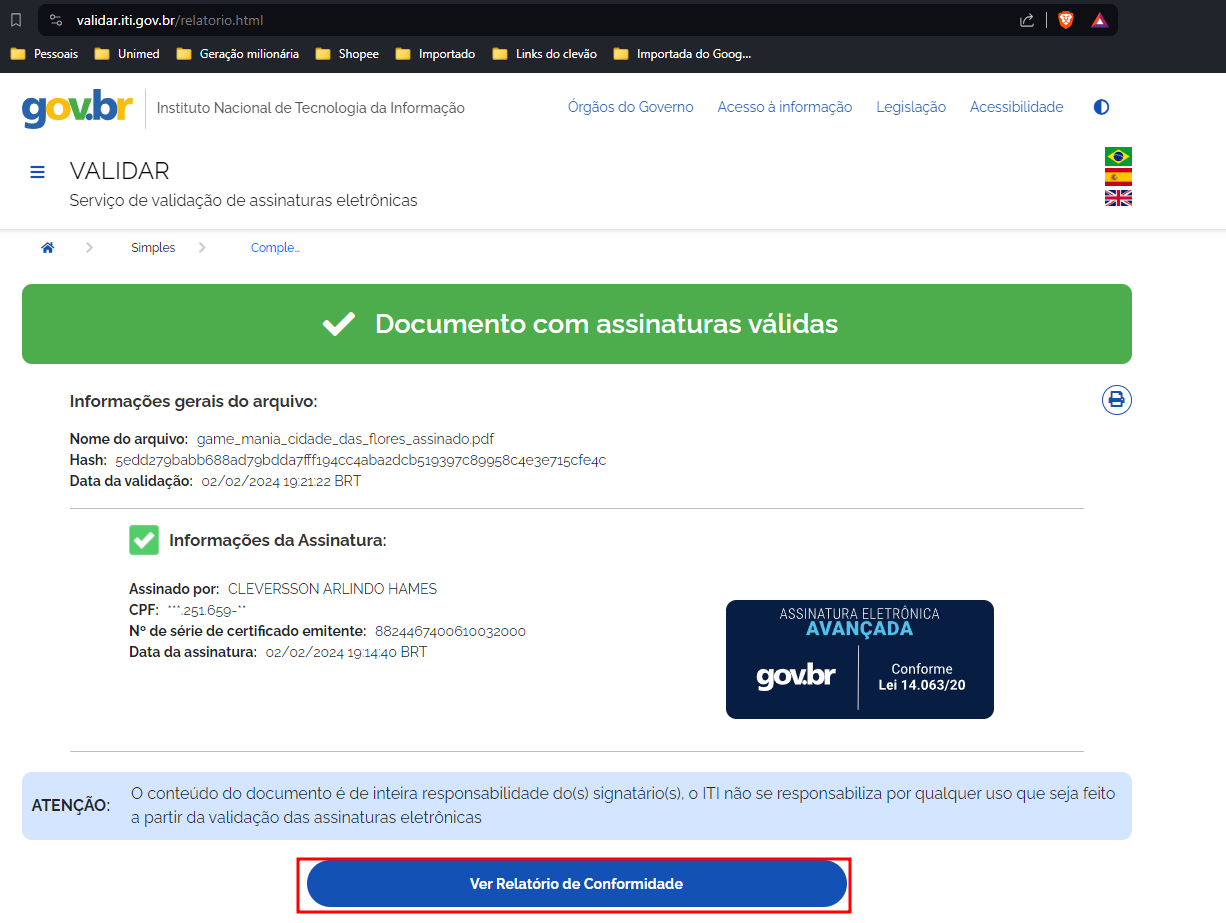 validar.iti.gov.br/relatorio.html
Pessoais Unimed Geração milionária Shopee Importado Links do clevão Importada do Goog...
gov.br Instituto Nacional de Tecnologia da Informação Órgãos do Governo Acesso à informação Legislação Acessibilidade
VALIDAR
Serviço de validação de assinaturas eletrônicas
Simples Comple...
Documento com assinaturas válidas
Informações gerais do arquivo:
Nome do arquivo: game_mania_cidade_das_flores_assinado.pdf
Hash: 5edd279babb688ad79bdda7fff194cc4aba2dcb519397c89958c4e3e715cfe4c
Data da validação: 02/02/2024 19:21:22 BRT
Informações da Assinatura:
Assinado por: CLEVERSSON ARLINDO HAMES
CPF: ***.251.659-**
Nº de série de certificado emitente: 8824467400610032000
Data da assinatura: 02/02/2024 19:14:40 BRT
ASSINATURA ELETRÔNICA
AVANÇADA
gov.br
Conforme
Lei 14.063/20
ATENÇÃO:
O conteúdo do documento é de inteira responsabilidade do(s) signatário(s), o ITI não se responsabiliza por qualquer uso que seja feito
a partir da validação das assinaturas eletrônicas
Ver Relatório de Conformidade